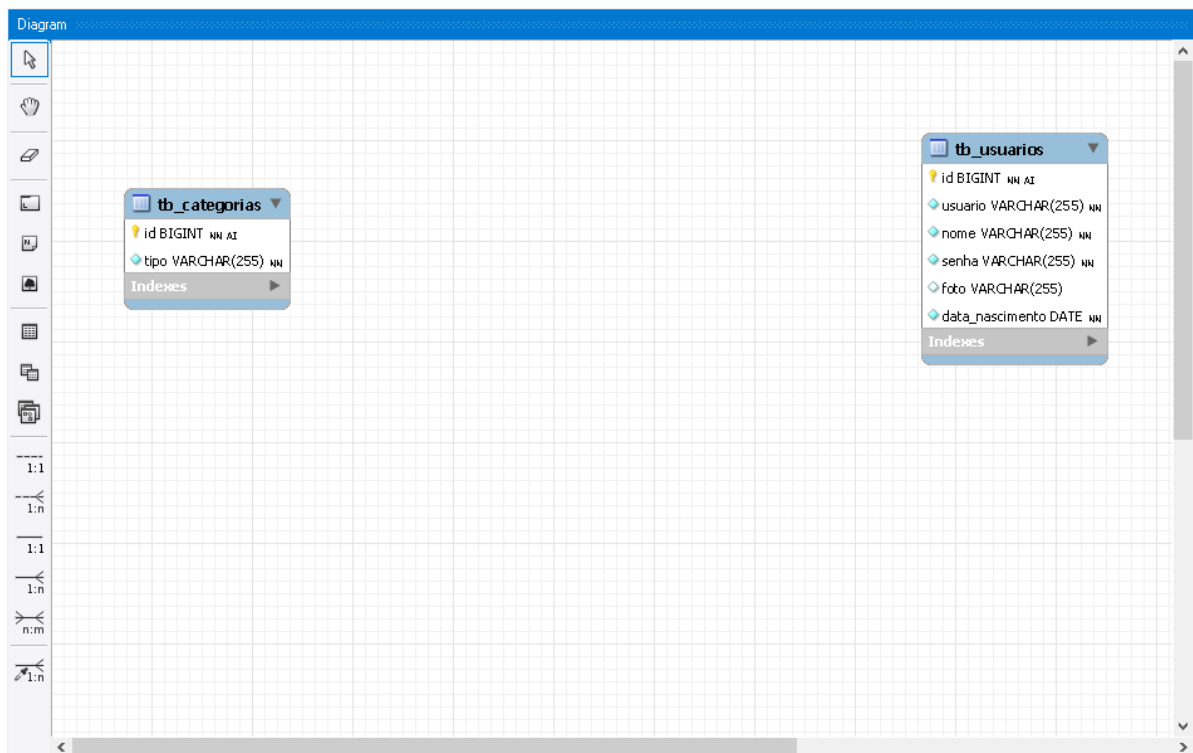 Diagram
tb_categorias
id BIGINT NN AI
tipo VARCHAR(255) NN
Indexes
tb_usuarios
id BIGINT NN AI
usuario VARCHAR(255) NN
nome VARCHAR(255) NN
senha VARCHAR(255) NN
foto VARCHAR(255)
data_nascimento DATE NN
Indexes
1:1
1:n
1:1
1:n
n:m
1:n